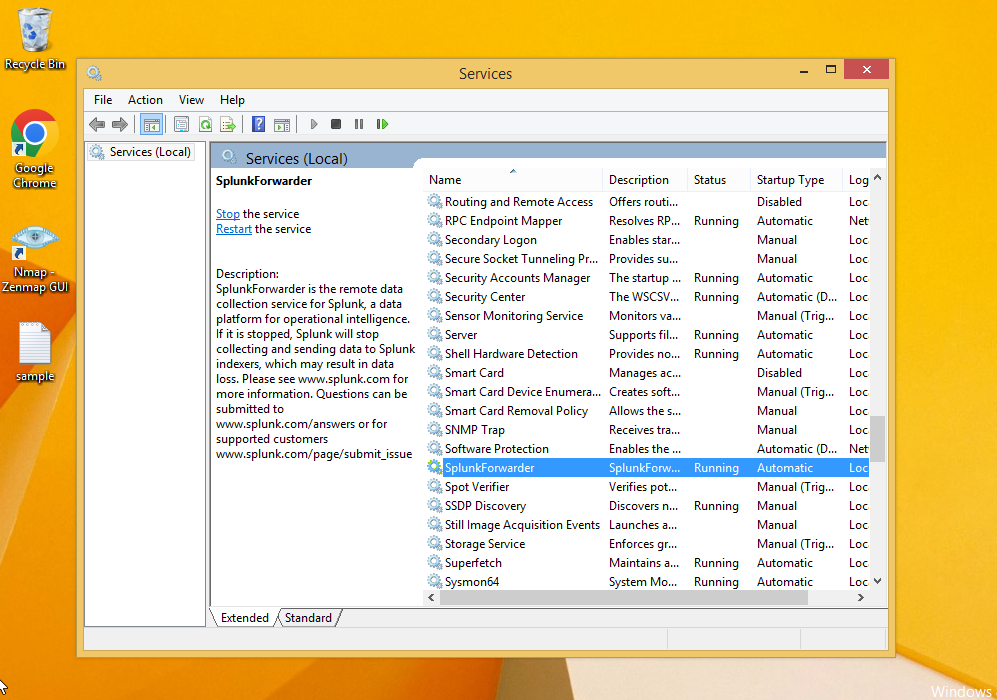 Recycle Bin
Google
Chrome
Nmap -
Zenmap GUI
sample
Services
File Action View Help
Services (Local)
Services (Local)
SplunkForwarder
Stop the service
Restart the service
Description:
SplunkForwarder is the remote data
collection service for Splunk, a data
platform for operational intelligence.
If it is stopped, Splunk will stop
collecting and sending data to Splunk
indexers, which may result in data
loss. Please see www.splunk.com for
more information. Questions can be
submitted to
www.splunk.com/answers or for
supported customers
www.splunk.com/page/submit_issue
Name Description Status Startup Type Log
Routing and Remote Access Offers routi... Disabled Loc
RPC Endpoint Mapper Resolves RP... Running Automatic Net
Secondary Logon Enables star... Manual Loc
Secure Socket Tunneling Pr... Provides su... Manual Loc
Security Accounts Manager The startup ... Running Automatic Loc
Security Center The WSCSV... Running Automatic (D... Loc
Sensor Monitoring Service Monitors va... Manual (Trig... Loc
Server Supports fil... Running Automatic Loc
Shell Hardware Detection Provides no... Running Automatic Loc
Smart Card Manages ac... Disabled Loc
Smart Card Device Enumera... Creates soft... Manual (Trig... Loc
Smart Card Removal Policy Allows the s... Manual Loc
SNMP Trap Receives tra... Manual Loc
Software Protection Enables the ... Automatic (D... Net
SplunkForwarder SplunkForw... Running Automatic Loc
Spot Verifier Verifies pot... Manual (Trig... Loc
SSDP Discovery Discovers n... Running Manual Loc
Still Image Acquisition Events Launches a... Manual Loc
Storage Service Enforces gr... Manual (Trig... Loc
Superfetch Maintains a... Running Automatic Loc
Sysmon64 System Mo... Running Automatic Loc
Extended Standard
Windows